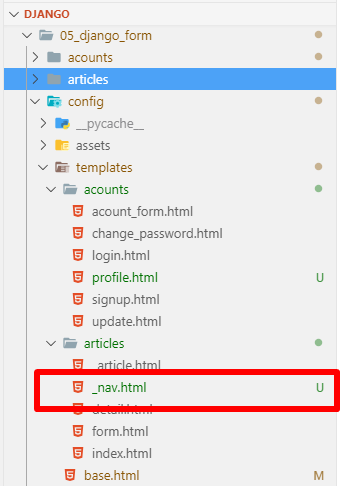 DJANGO
05_django_form
acounts
articles
config
__pycache__
assets
templates
acounts
acount_form.html
change_password.html
login.html
profile.html U
signup.html
update.html
articles
_article.html
_nav.html U
detail.html
form.html
index.html
base.html M